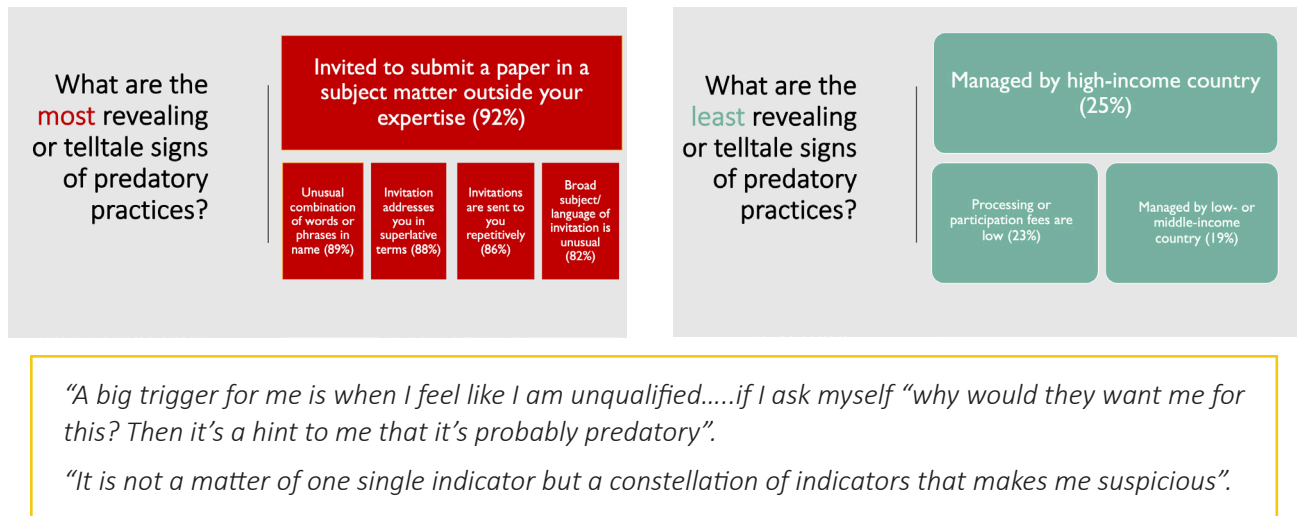 What are the
most revealing
or telltale signs
of predatory
practices?
Invited to submit a paper in a
subject matter outside your
expertise (92%)
Unusual
combination
of words or
phrases in
name (89%)
Invitation
addresses
you in
superlative
terms (88%)
Invitations
are sent to
you
repetitively
(86%)
Broad
subject/
language of
invitation is
unusual
(82%)
What are the
least revealing
or telltale signs
of predatory
practices?
Managed by high-income country
(25%)
Processing or
participation fees are
low (23%)
Managed by low- or
middle-income
country (19%)
“A big trigger for me is when I feel like I am unqualified…..if I ask myself “why would they want me for
this? Then it’s a hint to me that it’s probably predatory”.
“It is not a matter of one single indicator but a constellation of indicators that makes me suspicious”.